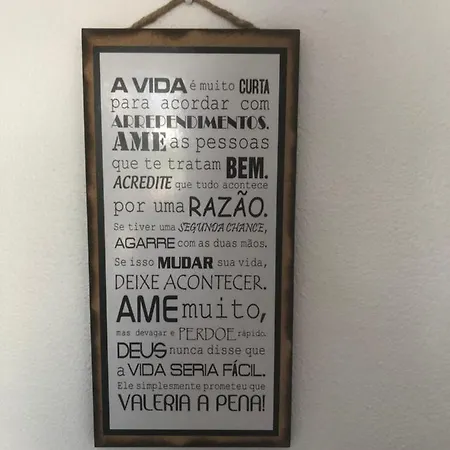 A VIDA é muito CURTA
para acordar com
ARREPENDIMENTOS.
AME as pessoas
que te tratam BEM.
ACREDITE que tudo acontece
por uma RAZÃO.
Se tiver uma SEGUNDA CHANCE,
AGARRE com as duas mãos.
Se isso MUDAR sua vida,
DEIXE ACONTECER.
AME muito,
mas devagar e PERDOE rápido.
DEUS nunca disse que
a VIDA SERIA FÁCIL.
Ele simplesmente prometeu que
VALERIA A PENA!